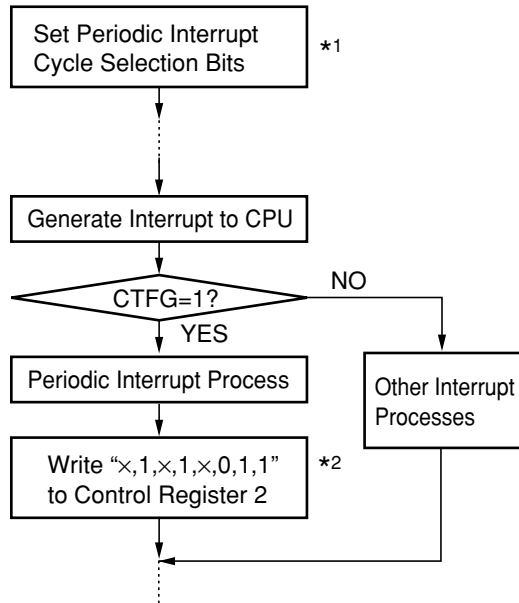 Set Periodic Interrupt
Cycle Selection Bits
*1
Generate Interrupt to CPU
CTFG=1?
NO
YES
Periodic Interrupt Process
Other Interrupt
Processes
Write “×,1,×,1,×,0,1,1”
to Control Register 2
*2